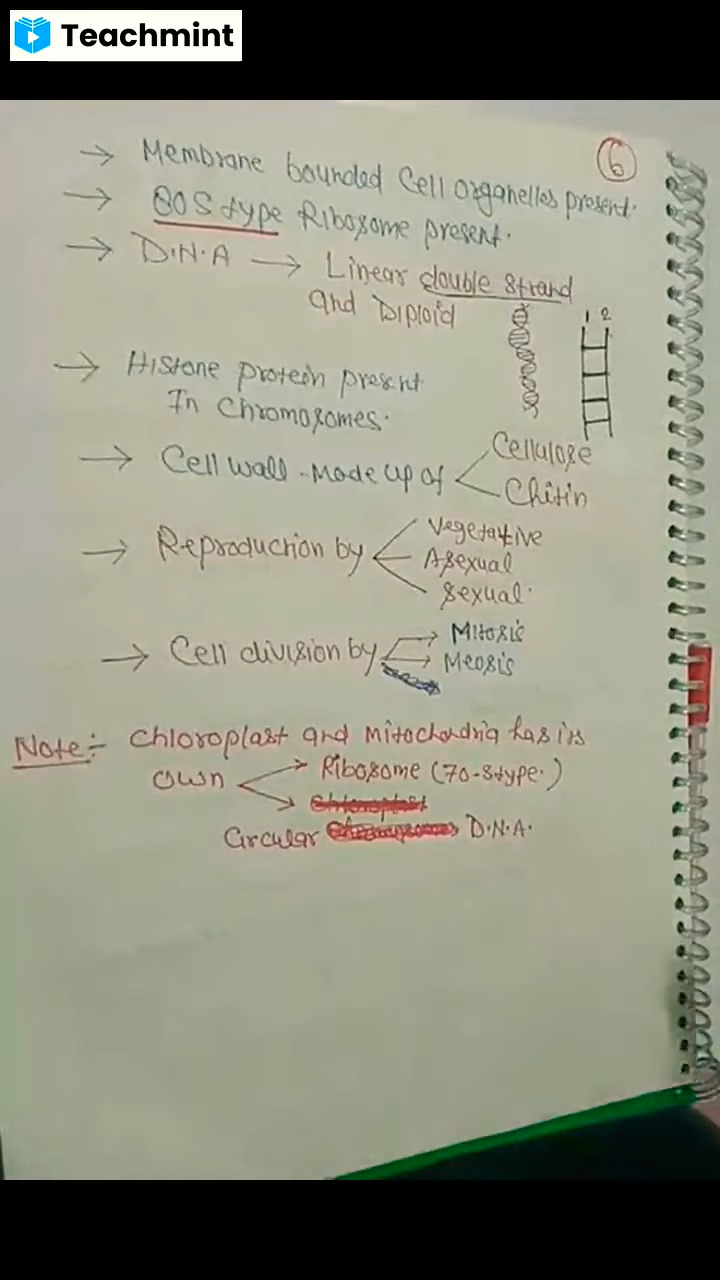 Teachmint
6
→ Membrane bounded Cell organelles present.
→ 80S type Ribosome present.
→ D.N.A → Linear double strand
and Diploid
1 2
→ Histone protein present
In Chromosomes.
→ Cell wall - Made up of
Cellulose
Chitin
→ Reproduction by
Vegetative
Asexual
Sexual.
→ Cell division by
→ Mitosis
→ Meosis
Note:- Chloroplast and Mitochondria has its
own → Ribosome (70-Stype.)
→
Circular D.N.A.